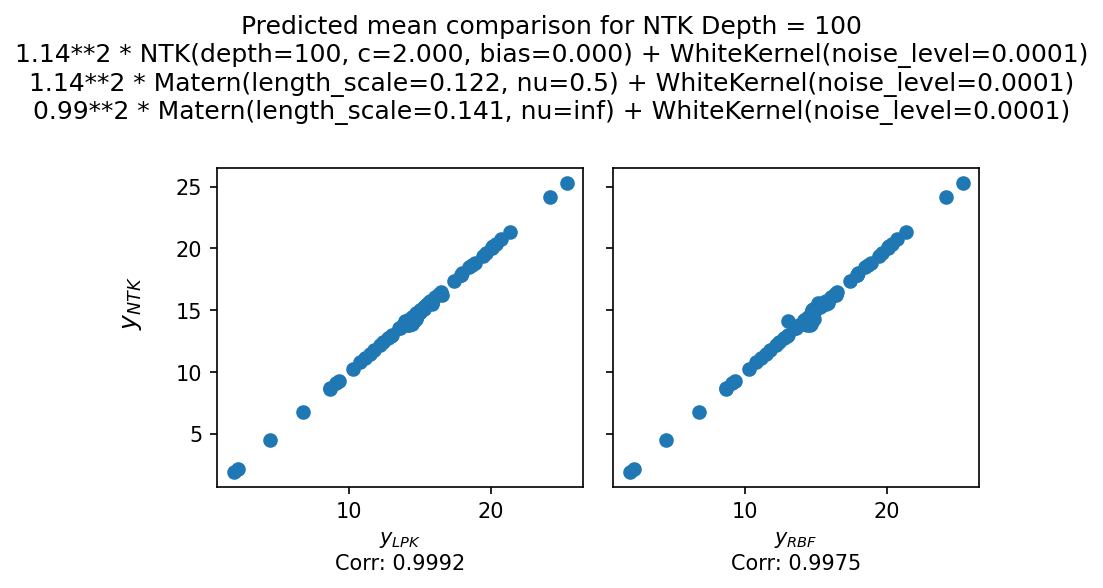 Predicted mean comparison for NTK Depth = 100
1.14**2 * NTK(depth=100, c=2.000, bias=0.000) + WhiteKernel(noise_level=0.0001)
1.14**2 * Matern(length_scale=0.122, nu=0.5) + WhiteKernel(noise_level=0.0001)
0.99**2 * Matern(length_scale=0.141, nu=inf) + WhiteKernel(noise_level=0.0001)
25
20
15
10
5
y_NTK
10 20
10 20
y_LPK
Corr: 0.9992
y_RBF
Corr: 0.9975